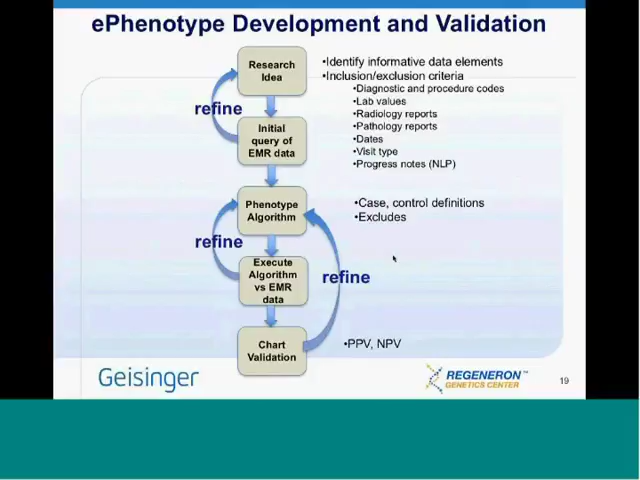 ePhenotype Development and Validation
Research
Idea
•Identify informative data elements
•Inclusion/exclusion criteria
•Diagnostic and procedure codes
•Lab values
•Radiology reports
•Pathology reports
•Dates
•Visit type
•Progress notes (NLP)
refine
Initial
query of
EMR data
Phenotype
Algorithm
•Case, control definitions
•Excludes
refine
Execute
Algorithm
vs EMR
data
refine
Chart
Validation
•PPV, NPV
Geisinger
REGENERON™
GENETICS CENTER
19